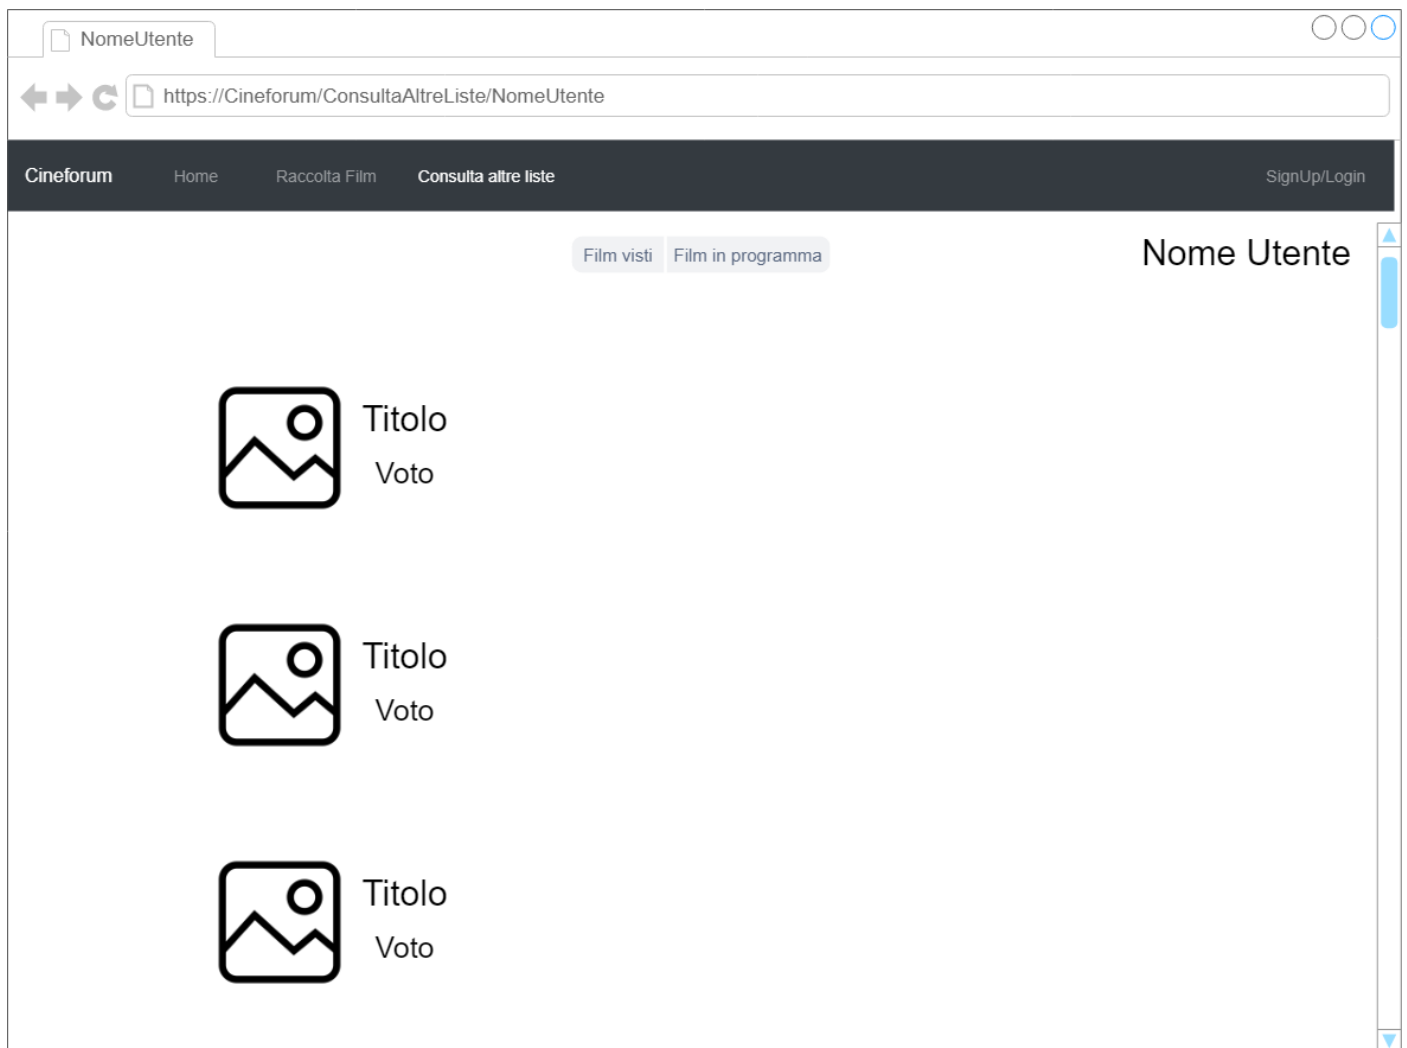 NomeUtente
https://Cineforum/ConsultaAltreListe/NomeUtente
Cineforum Home Raccolta Film Consulta altre liste SignUp/Login
Film visti Film in programma Nome Utente
Titolo
Voto
Titolo
Voto
Titolo
Voto